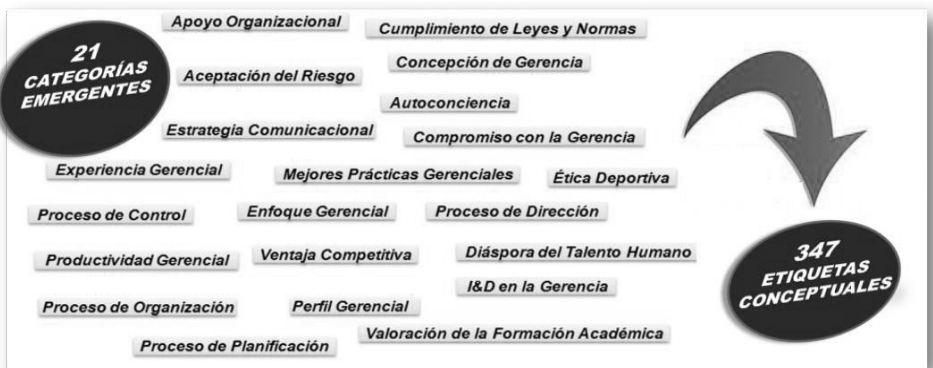 21
CATEGORÍAS
EMERGENTES
Apoyo Organizacional
Cumplimiento de Leyes y Normas
Aceptación del Riesgo
Concepción de Gerencia
Autoconciencia
Estrategia Comunicacional
Compromiso con la Gerencia
Experiencia Gerencial
Mejores Prácticas Gerenciales
Ética Deportiva
Proceso de Control
Enfoque Gerencial
Proceso de Dirección
Productividad Gerencial
Ventaja Competitiva
Diáspora del Talento Humano
I&D en la Gerencia
Proceso de Organización
Perfil Gerencial
Proceso de Planificación
Valoración de la Formación Académica
347
ETIQUETAS
CONCEPTUALES